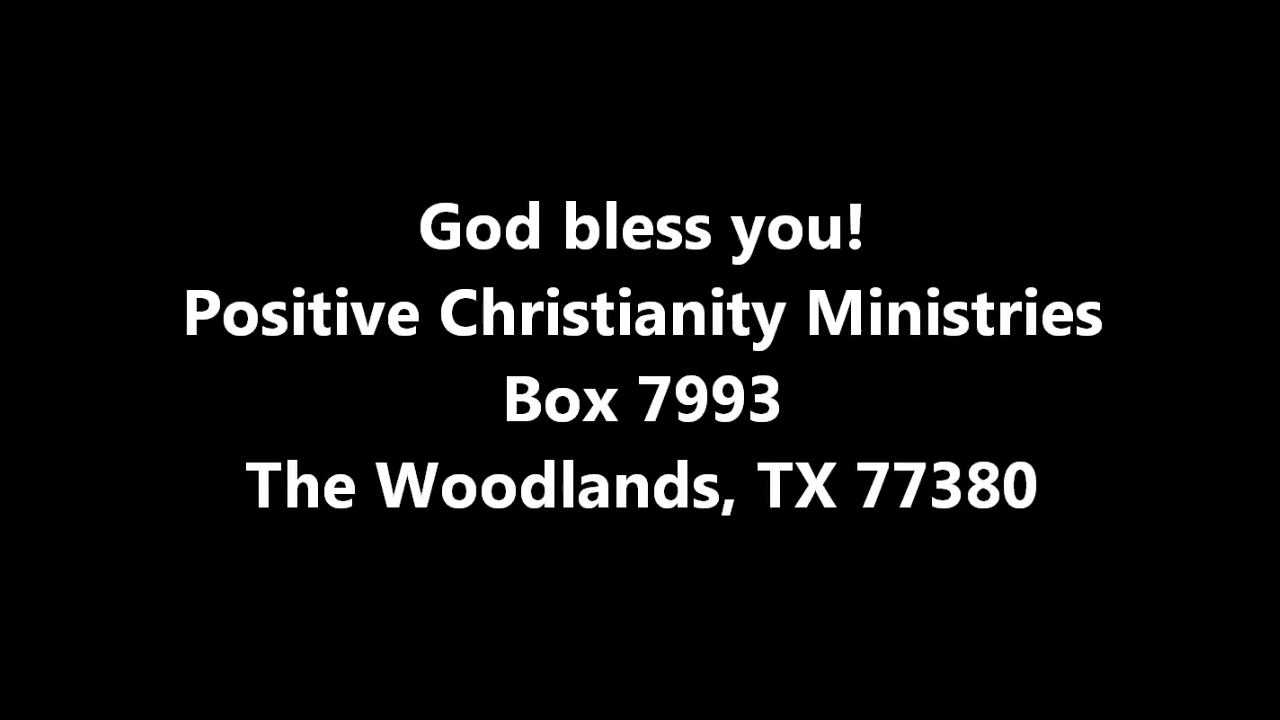 God bless you!
Positive Christianity Ministries
Box 7993
The Woodlands, TX 77380